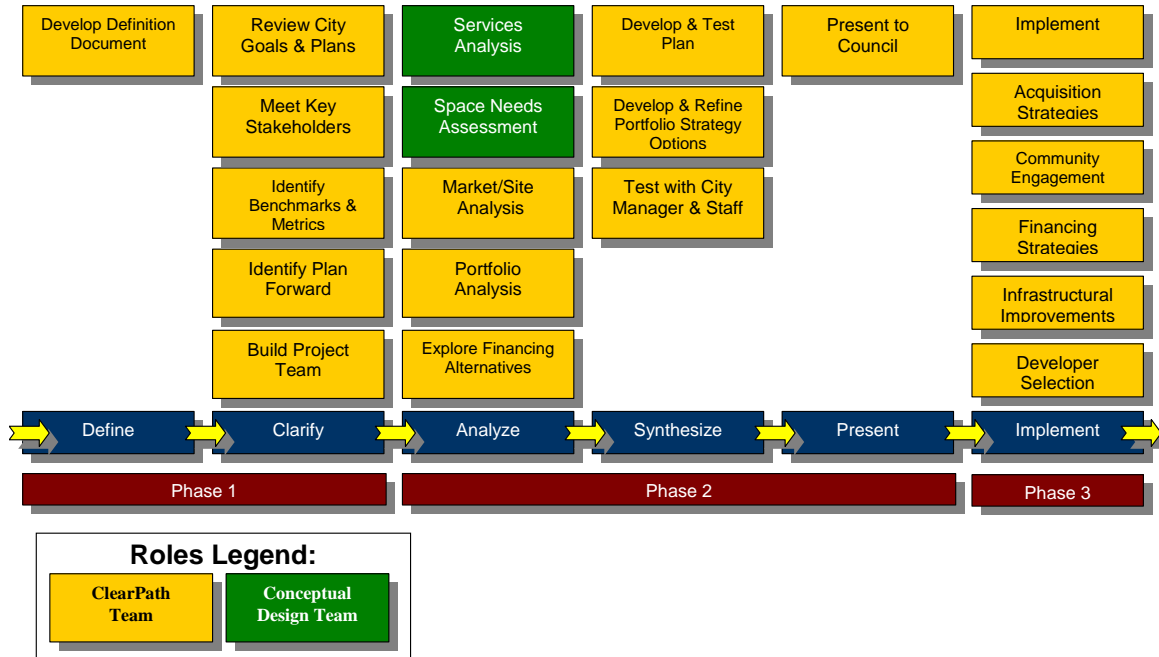 Develop Definition
Document
Review City
Goals & Plans
Services
Analysis
Develop & Test
Plan
Present to
Council
Implement
Meet Key
Stakeholders
Space Needs
Assessment
Develop & Refine
Portfolio Strategy
Options
Acquisition
Strategies
Identify
Benchmarks &
Metrics
Market/Site
Analysis
Test with City
Manager & Staff
Community
Engagement
Identify Plan
Forward
Portfolio
Analysis
Financing
Strategies
Build Project
Team
Explore Financing
Alternatives
Infrastructural
Improvements
Developer
Selection
Define
Clarify
Analyze
Synthesize
Present
Implement
Phase 1
Phase 2
Phase 3
Roles Legend:
ClearPath
Team
Conceptual
Design Team